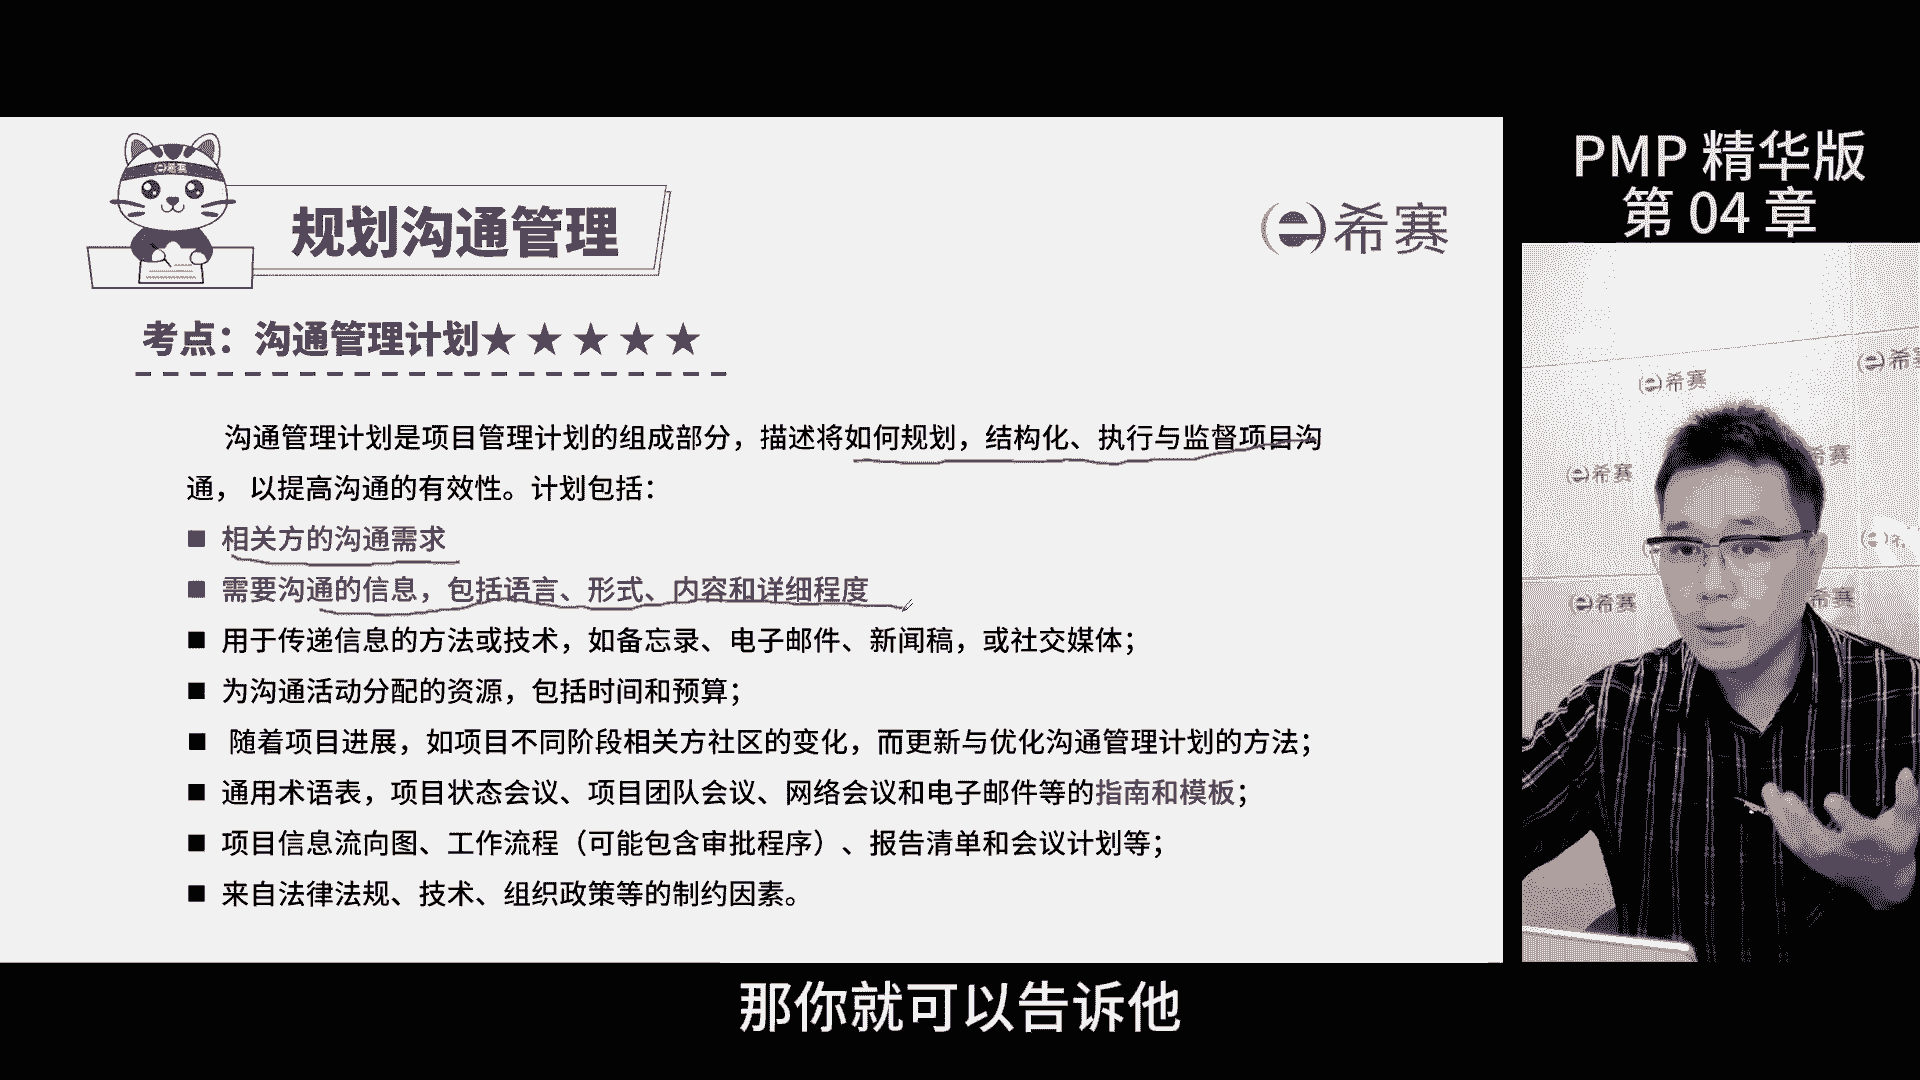 PMP 精华版
第 04 章
e希赛
规划沟通管理
e希赛
考点：沟通管理计划★ ★ ★ ★ ★
沟通管理计划是项目管理计划的组成部分，描述将如何规划，结构化、执行与监督项目沟
通， 以提高沟通的有效性。计划包括：
■ 相关方的沟通需求
■ 需要沟通的信息，包括语言、形式、内容和详细程度
■ 用于传递信息的方法或技术，如备忘录、电子邮件、新闻稿，或社交媒体；
■ 为沟通活动分配的资源，包括时间和预算；
■ 随着项目进展，如项目不同阶段相关方社区的变化，而更新与优化沟通管理计划的方法；
■ 通用术语表，项目状态会议、项目团队会议、网络会议和电子邮件等的指南和模板；
■ 项目信息流向图、工作流程（可能包含审批程序）、报告清单和会议计划等；
■ 来自法律法规、技术、组织政策等的制约因素。
e希赛
e希赛
希赛
e希赛
e希赛
希赛
那你就可以告诉他